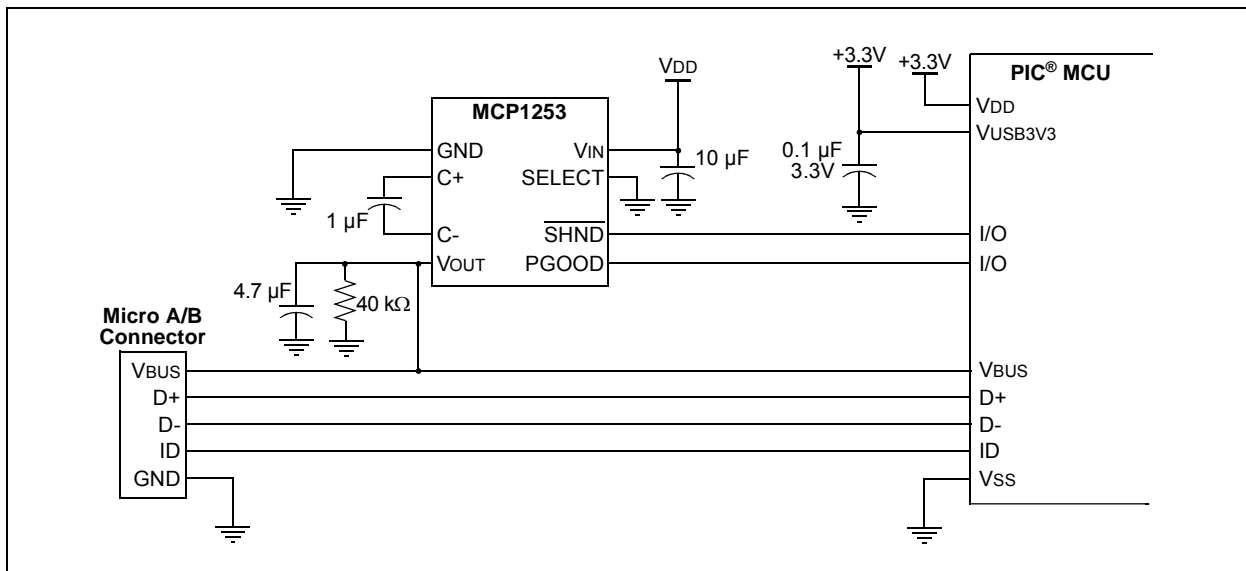 +3.3V
+3.3V
VDD
PIC® MCU
MCP1253
VDD
VUSB3V3
GND
VIN
10 µF
0.1 µF
3.3V
C+
SELECT
1 µF
C-
SHND
I/O
VOUT
PGOOD
I/O
4.7 µF
40 kΩ
Micro A/B
Connector
VBUS
VBUS
D+
D+
D-
D-
ID
ID
GND
VSS